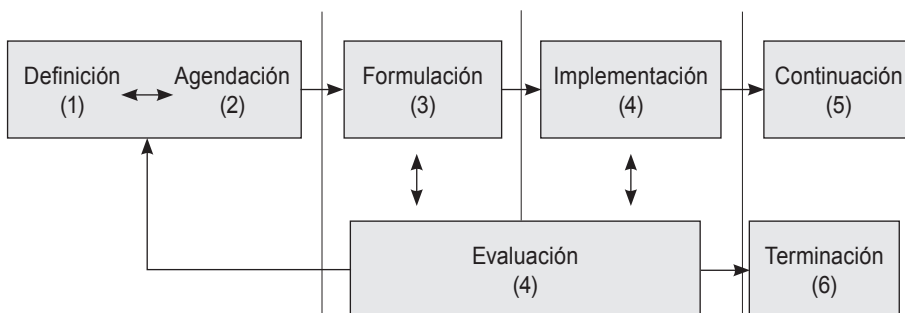 Definición
(1)
Agendación
(2)
Formulación
(3)
Implementación
(4)
Continuación
(5)
Evaluación
(4)
Terminación
(6)